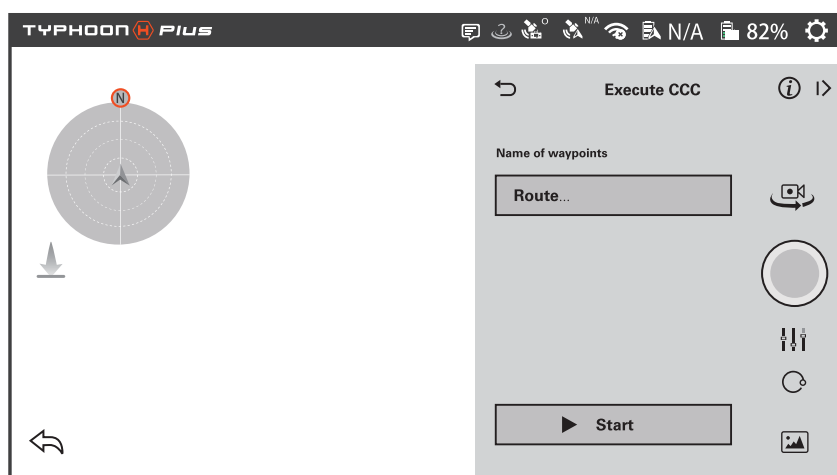 TYPHOON H Plus
O N/A N/A 82%
N
Execute CCC
Name of waypoints
Route...
Start